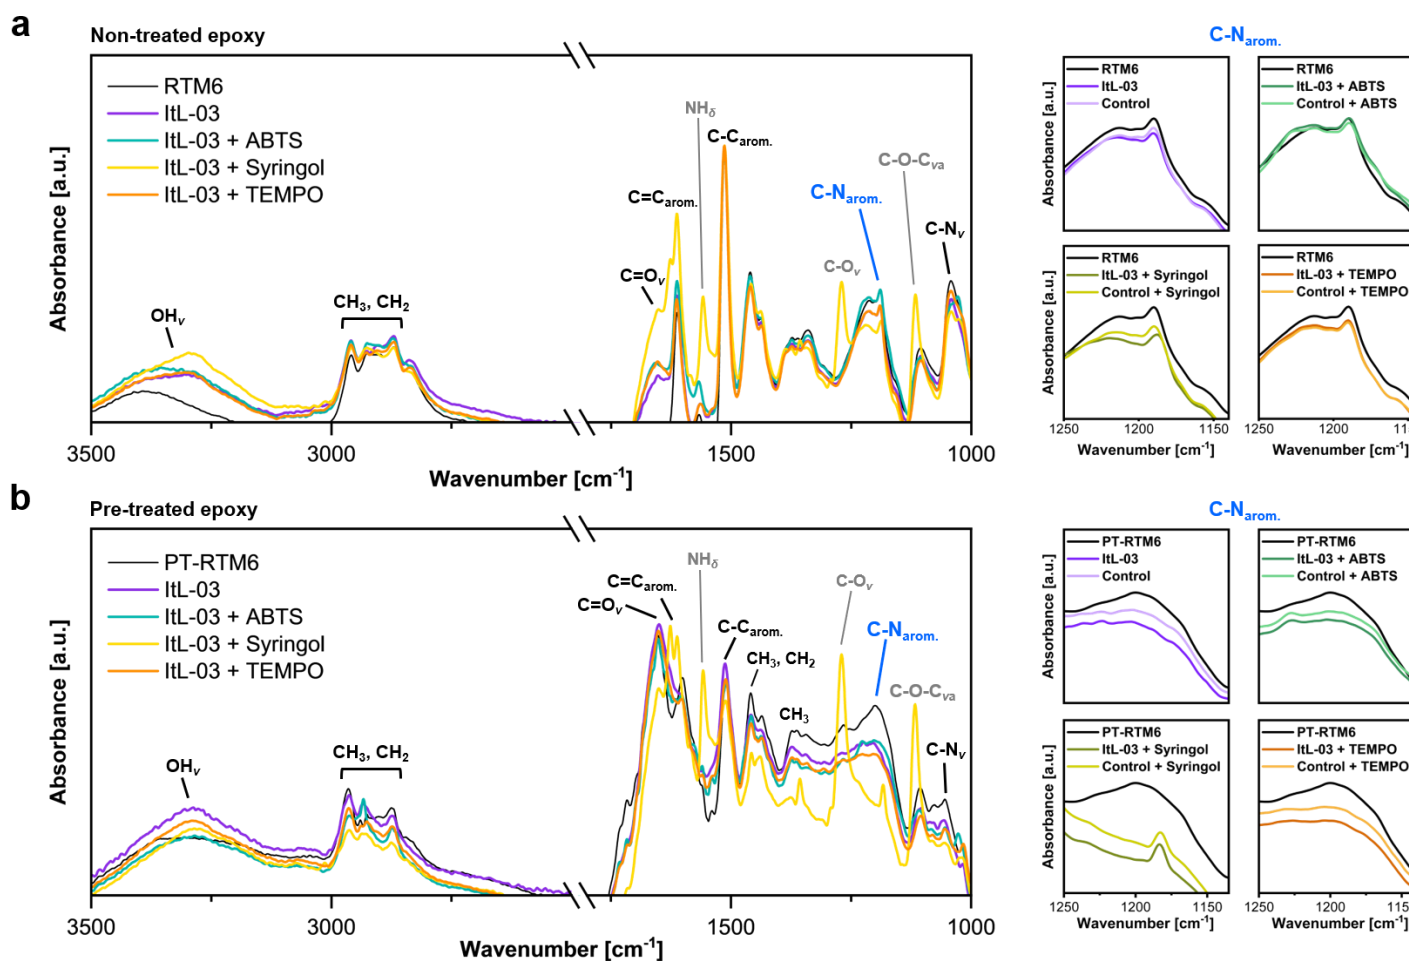 a
Non-treated epoxy
RTM6
ItL-03
ItL-03 + ABTS
ItL-03 + Syringol
ItL-03 + TEMPO
OHv
CH3, CH2
C=Ov
C=Carom.
NHδ
C-Carom.
C-Ov
C-Narom.
C-O-Cva
C-Nv
Absorbance [a.u.]
3500
3000
1500
1000
Wavenumber [cm-1]
C-Narom.
RTM6
ItL-03
Control
RTM6
ItL-03 + ABTS
Control + ABTS
Absorbance [a.u.]
RTM6
ItL-03 + Syringol
Control + Syringol
RTM6
ItL-03 + TEMPO
Control + TEMPO
Absorbance [a.u.]
1250
1200
1150
1250
1200
Wavenumber [cm-1]
Wavenumber [cm-1]
b
Pre-treated epoxy
PT-RTM6
ItL-03
ItL-03 + ABTS
ItL-03 + Syringol
ItL-03 + TEMPO
OHv
CH3, CH2
C=Ov
C=Carom.
NHδ
C-Carom.
CH3, CH2
CH3
C-Ov
C-Narom.
C-O-Cva
C-Nv
Absorbance [a.u.]
3500
3000
1500
1000
Wavenumber [cm-1]
C-Narom.
PT-RTM6
ItL-03
Control
PT-RTM6
ItL-03 + ABTS
Control + ABTS
Absorbance [a.u.]
PT-RTM6
ItL-03 + Syringol
Control + Syringol
PT-RTM6
ItL-03 + TEMPO
Control + TEMPO
Absorbance [a.u.]
1250
1200
1150
1250
1200
Wavenumber [cm-1]
Wavenumber [cm-1]